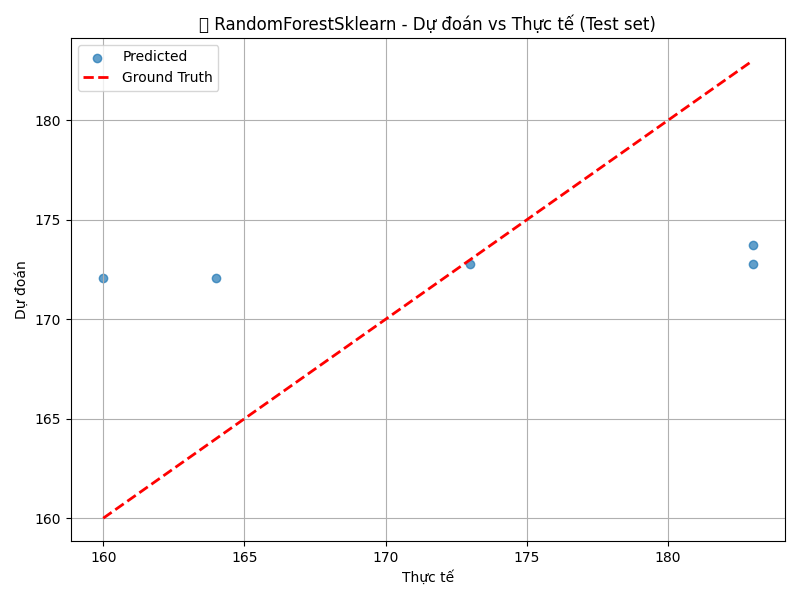 RandomForestSklearn - Dự đoán vs Thực tế (Test set)
Predicted
Ground Truth
Dự đoán
180
175
170
165
160
160 165 170 175 180
Thực tế